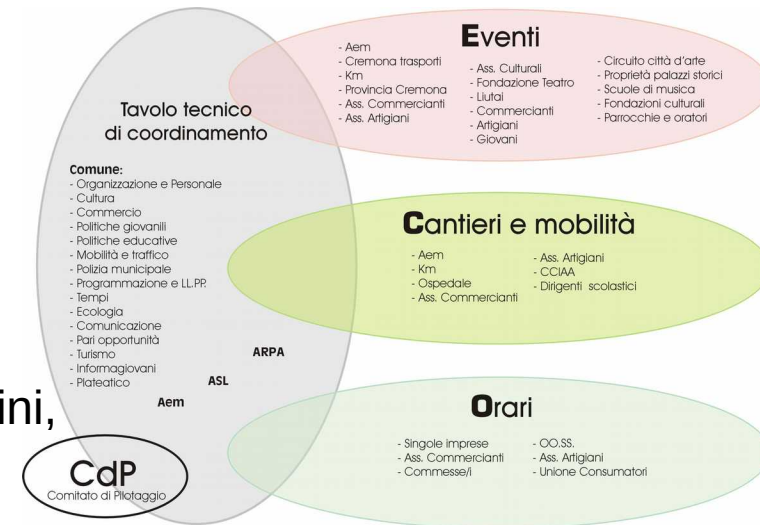 Tavolo tecnico
di coordinamento
Comune:
- Organizzazione e Personale
- Cultura
- Commercio
- Politiche giovanili
- Politiche educative
- Mobilità e traffico
- Polizia municipale
- Programmazione e LL.PP.
- Tempi
- Ecologia
- Comunicazione
- Pari opportunità
- Turismo
- Informagiovani
- Plateatico
ARPA
ASL
Aem
ini,
CdP
Comitato di Pilotaggio
Eventi
- Aem
- Cremona trasporti
- Km
- Provincia Cremona
- Ass. Commercianti
- Ass. Artigiani
- Ass. Culturali
- Fondazione Teatro
- Liutai
- Commercianti
- Artigiani
- Giovani
- Circuito città d'arte
- Proprietà palazzi storici
- Scuole di musica
- Fondazioni culturali
- Parrocchie e oratori
Cantieri e mobilità
- Aem
- Km
- Ospedale
- Ass. Commercianti
- Ass. Artigiani
- CCIAA
- Dirigenti scolastici
Orari
- Singole imprese
- Ass. Commercianti
- Commesse/i
- OO.SS.
- Ass. Artigiani
- Unione Consumatori